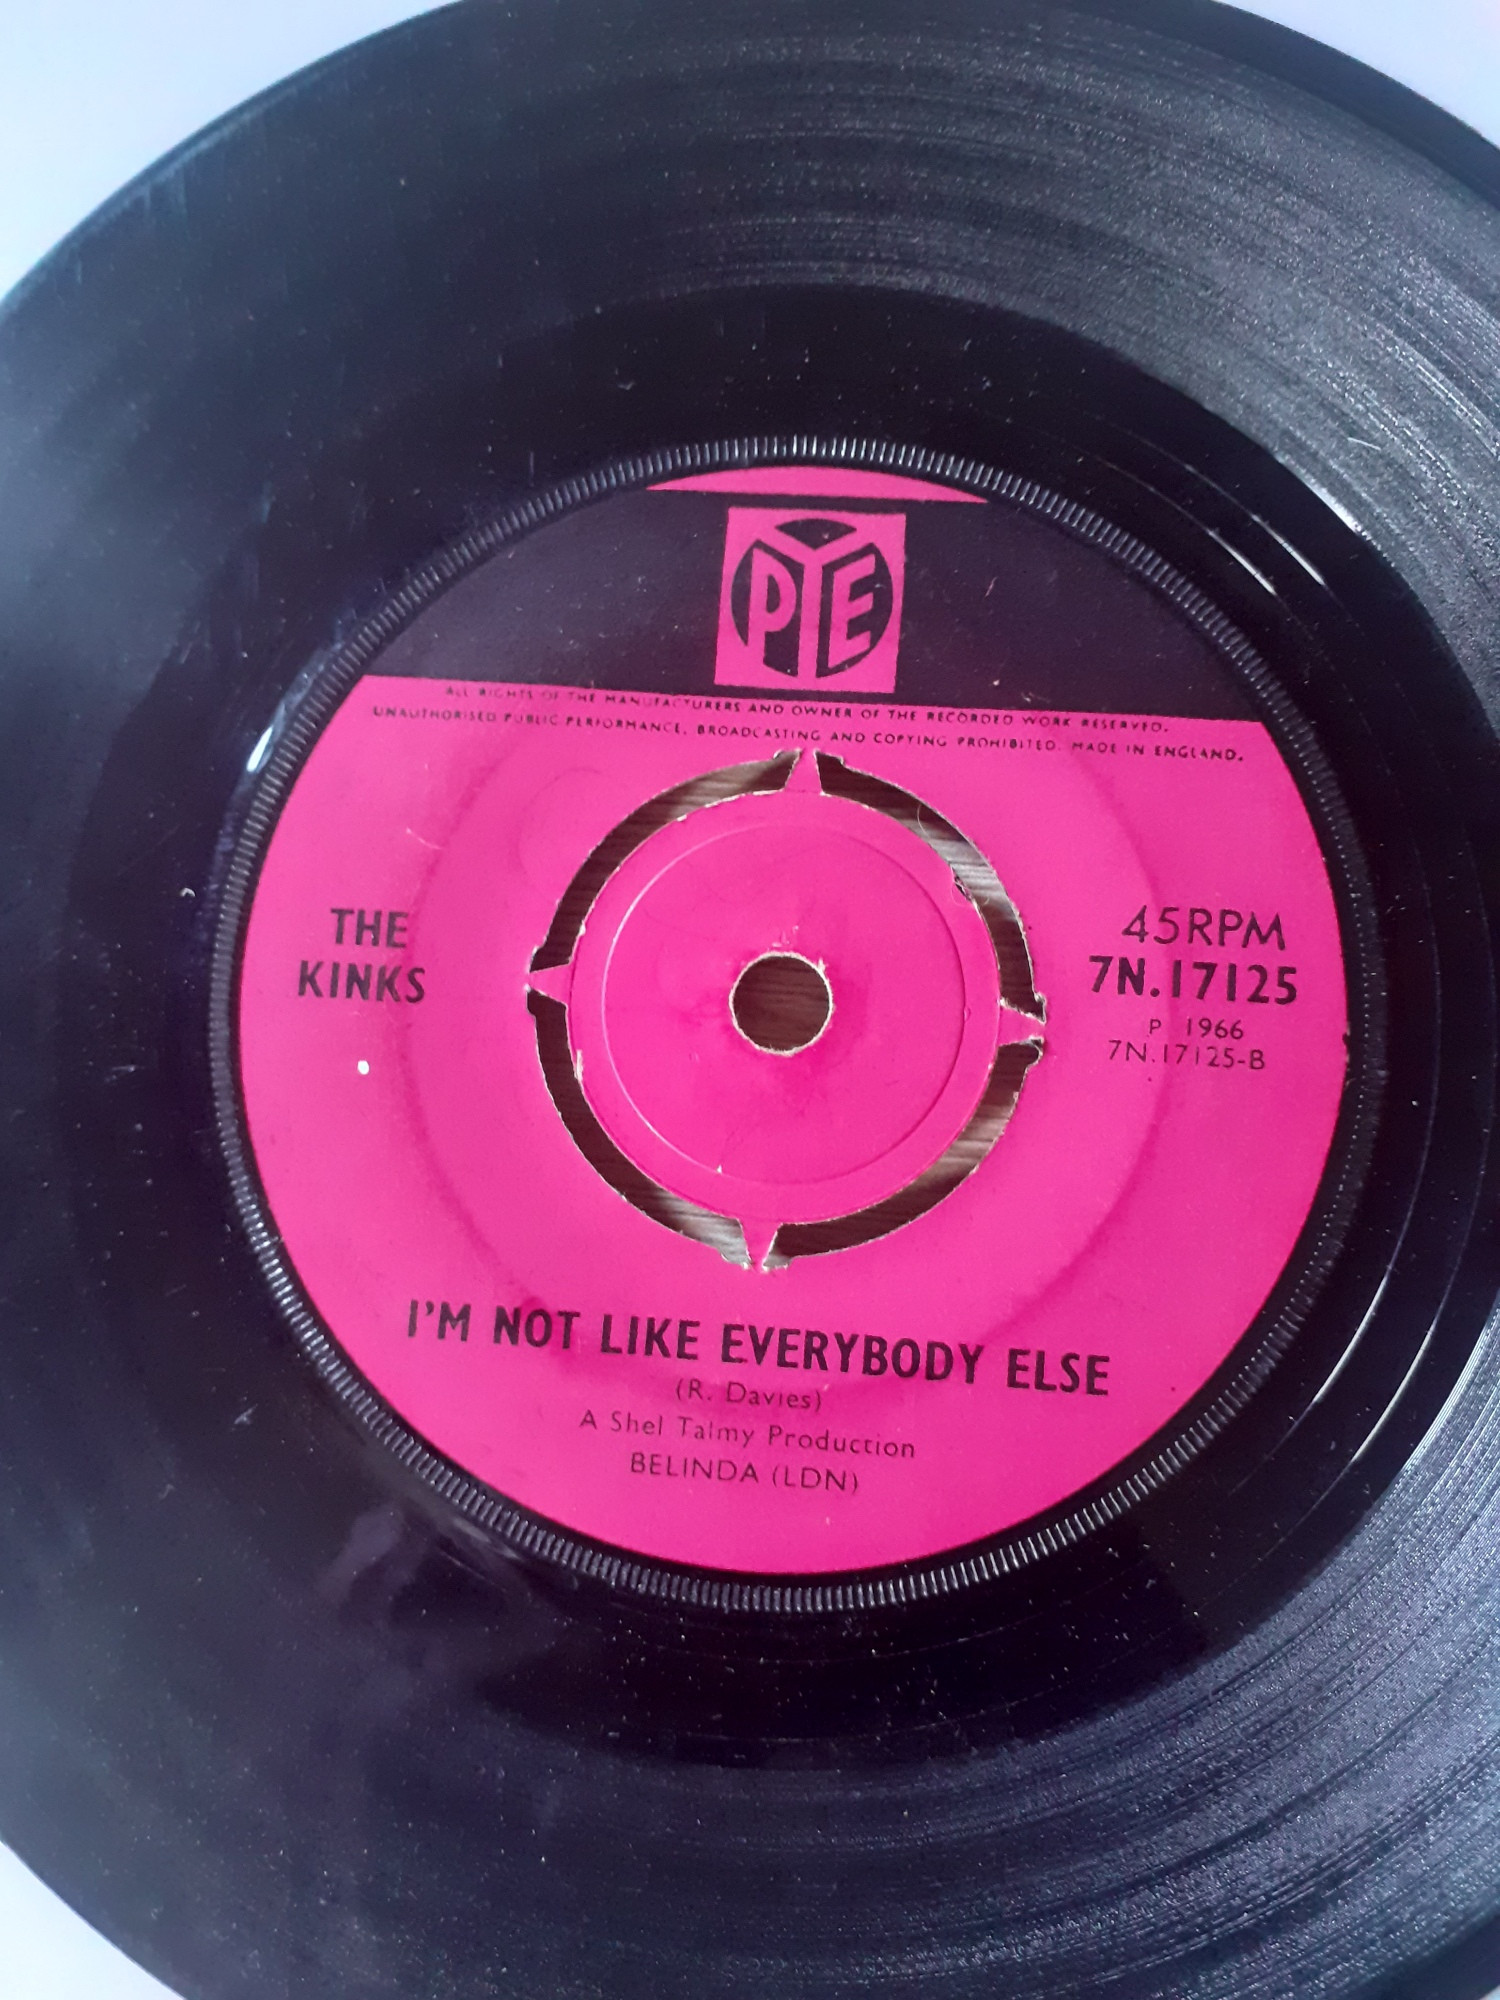 PYE
ALL RIGHTS OF THE MANUFACTURERS AND OWNER OF THE RECORDED WORK RESERVED.
UNAUTHORISED PUBLIC PERFORMANCE, BROADCASTING AND COPYING PROHIBITED. MADE IN ENGLAND.
THE
KINKS
45RPM
7N.17125
P 1966
7N.17125-B
I'M NOT LIKE EVERYBODY ELSE
(R. Davies)
A Shel Talmy Production
BELINDA (LDN)